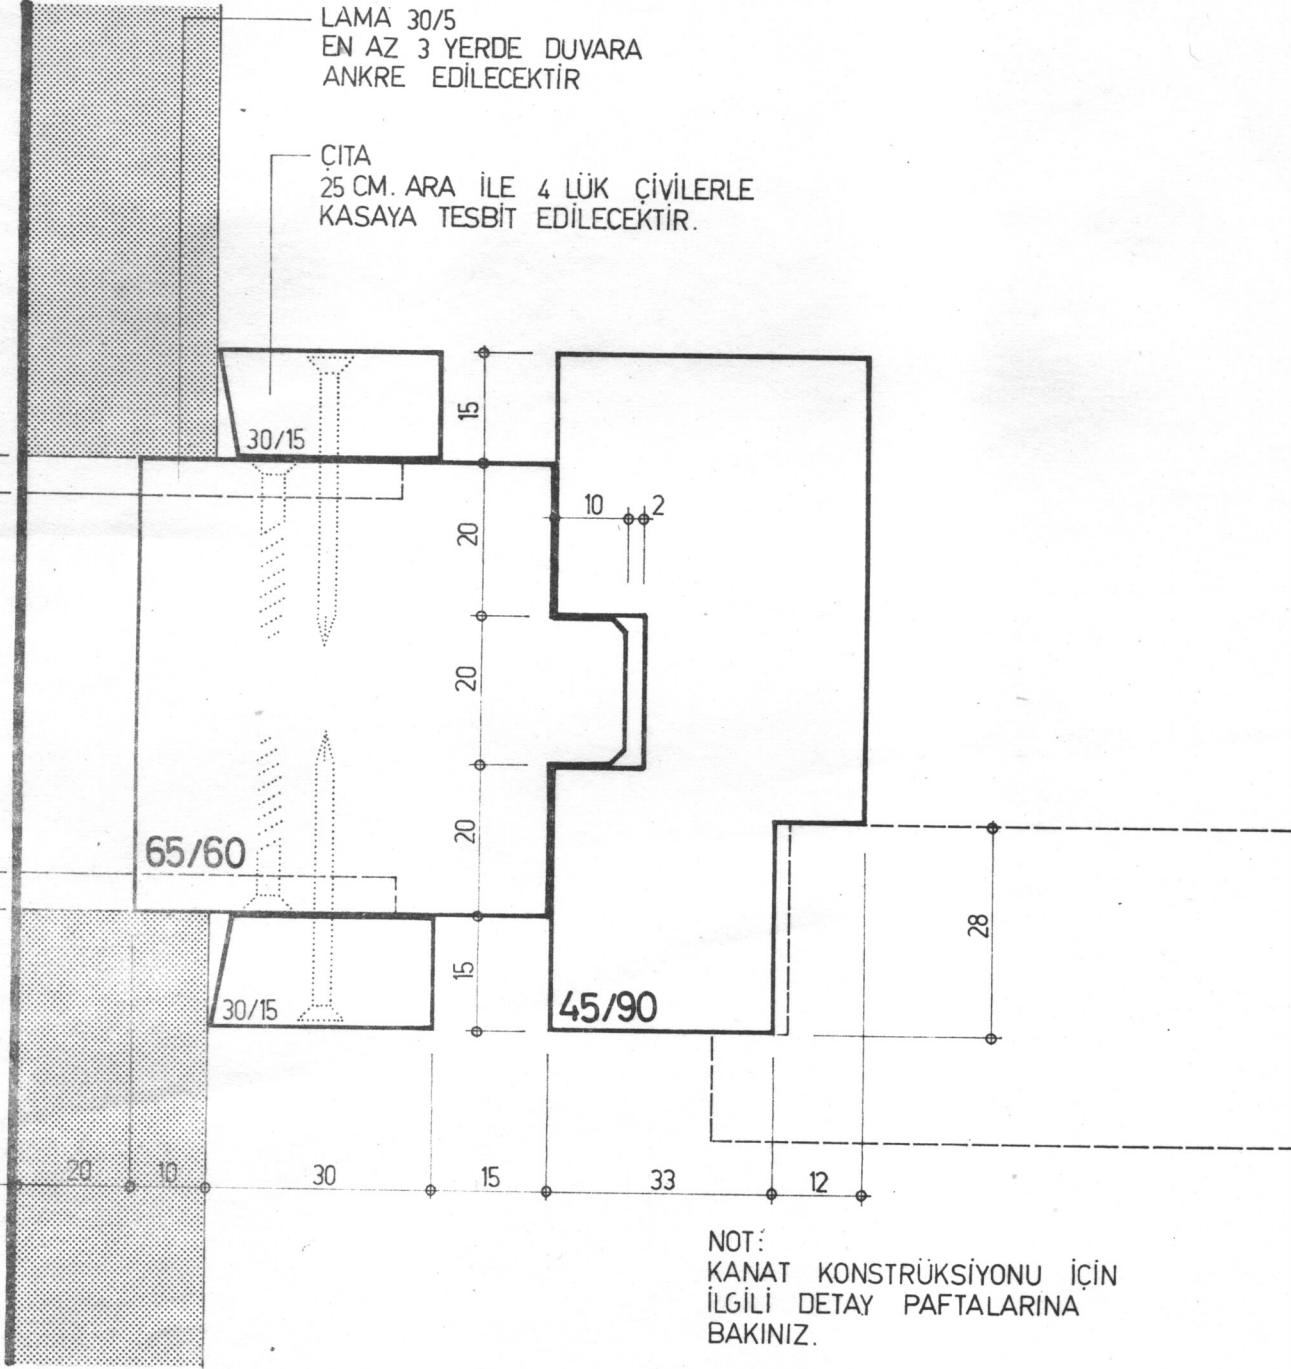 LAMA 30/5
EN AZ 3 YERDE DUVARA
ANKRE EDİLECEKTİR
ÇITA
25 CM. ARA İLE 4 LÜK ÇİVİLERLE
KASAYA TESBİT EDİLECEKTİR.
15
30/15
10 2
20
20
20
65/60
28
15
30/15
45/90
20 10 30 15 33 12
NOT:
KANAT KONSTRÜKSİYONU İÇİN
İLGİLİ DETAY PAFTALARINA
BAKINIZ.